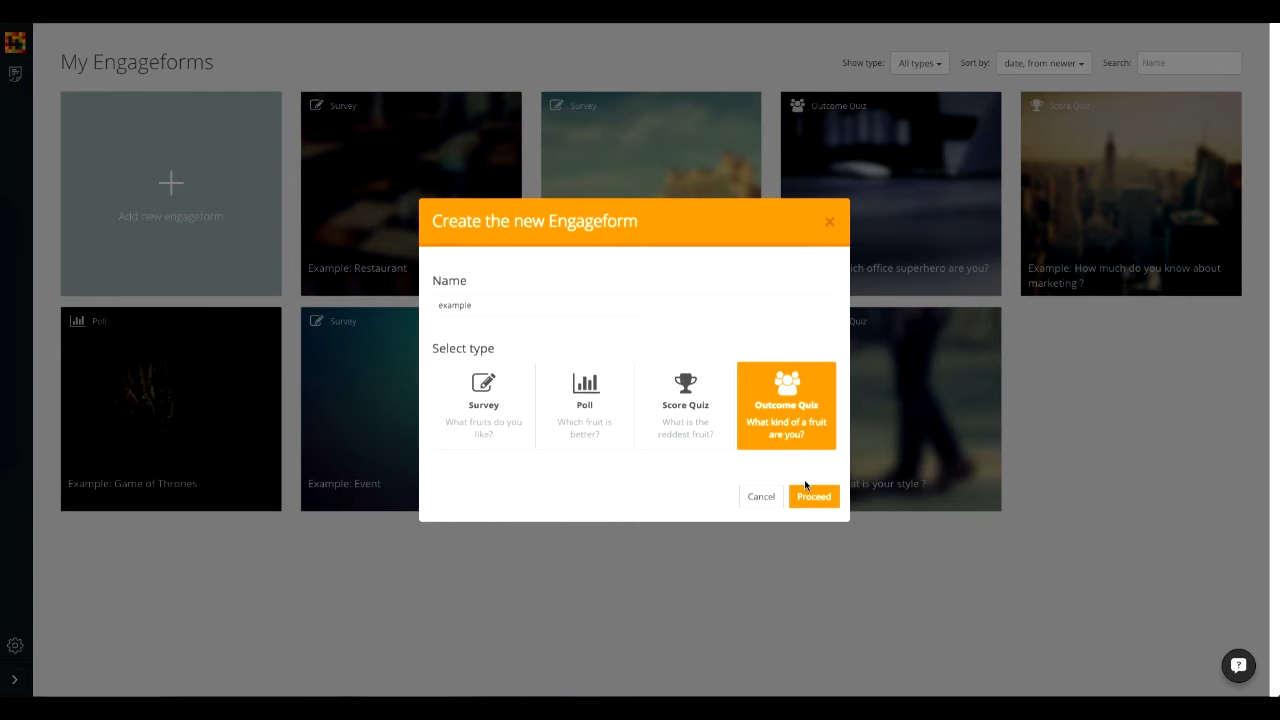 My Engageforms
Show type:
All types
Sort by:
date, from newer
Search:
Name
Add new engageform
Survey
Example: Restaurant
Survey
Outcome Quiz
ich office superhero are you?
Score Quiz
Example: How much do you know about
marketing ?
Poll
Example: Game of Thrones
Survey
Example: Event
Quiz
at is your style ?
Create the new Engageform
×
Name
example
Select type
Survey
What fruits do you
like?
Poll
Which fruit is
better?
Score Quiz
What is the
reddest fruit?
Outcome Quiz
What kind of a fruit
are you?
Cancel
Proceed